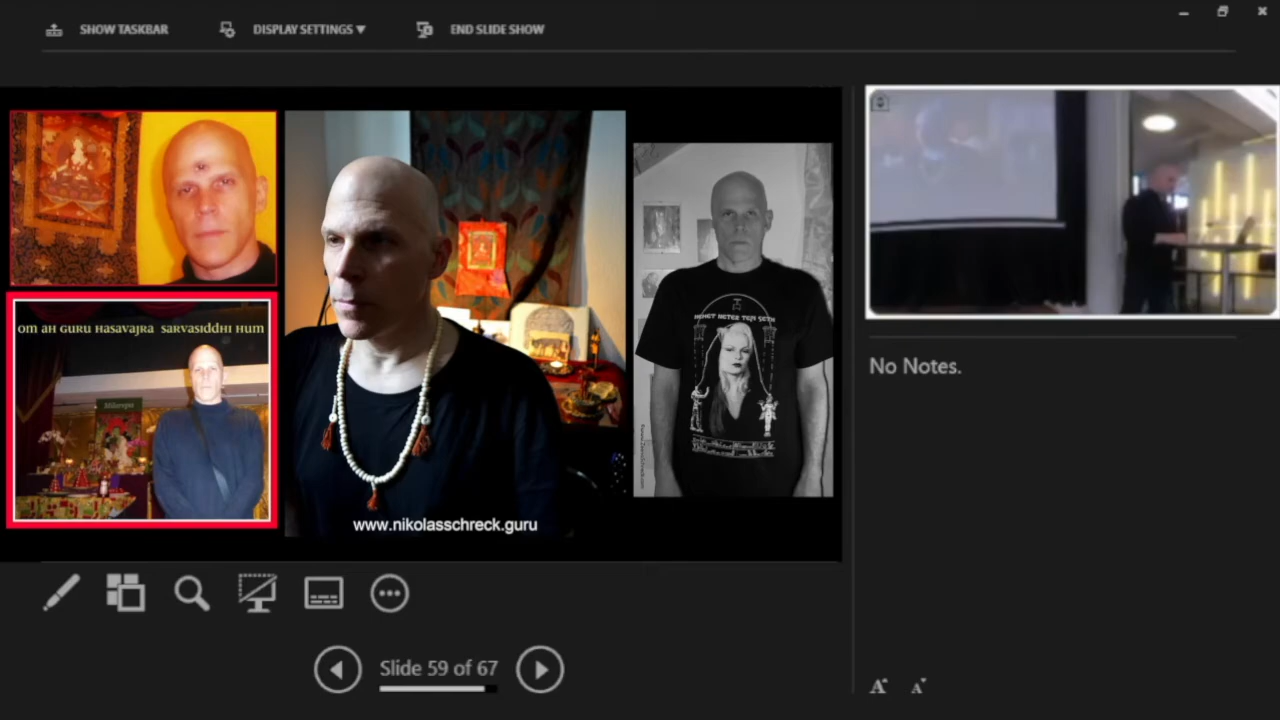 SHOW TASKBAR
DISPLAY SETTINGS ▼
END SLIDE SHOW
OM AH GURU HASAVAJRA SARVASIDDHI HUM
Milarepa
www.nikolasschreck.guru
No Notes.
Slide 59 of 67
A A